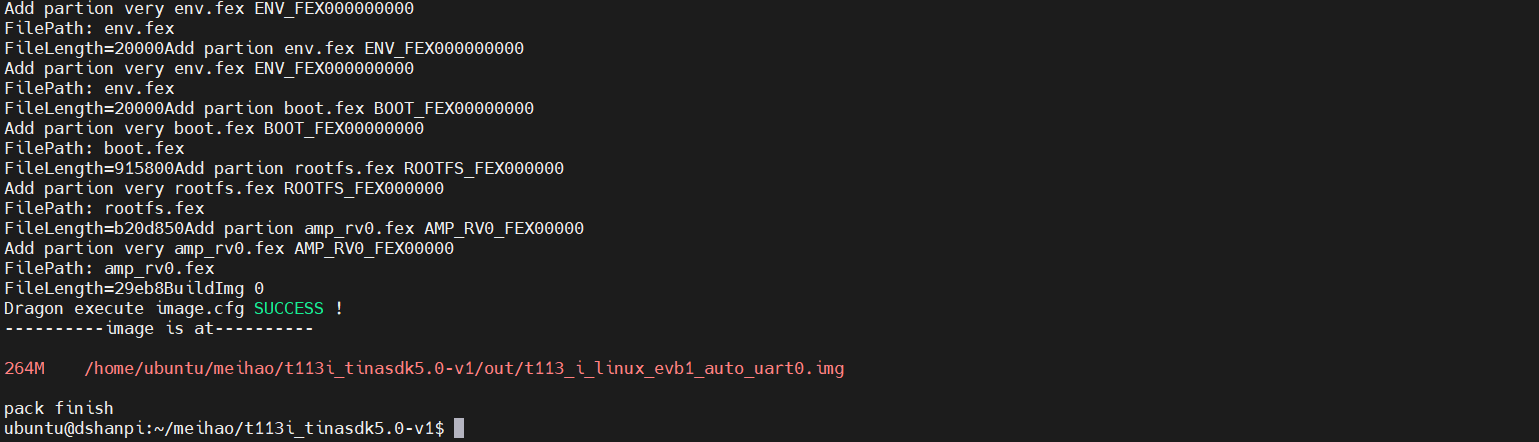 Add partion very env.fex ENV_FEX000000000
FilePath: env.fex
FileLength=20000Add partion env.fex ENV_FEX000000000
Add partion very env.fex ENV_FEX000000000
FilePath: env.fex
FileLength=20000Add partion boot.fex BOOT_FEX00000000
Add partion very boot.fex BOOT_FEX00000000
FilePath: boot.fex
FileLength=915800Add partion rootfs.fex ROOTFS_FEX000000
Add partion very rootfs.fex ROOTFS_FEX000000
FilePath: rootfs.fex
FileLength=b20d850Add partion amp_rv0.fex AMP_RV0_FEX00000
Add partion very amp_rv0.fex AMP_RV0_FEX00000
FilePath: amp_rv0.fex
FileLength=29eb8BuildImg 0
Dragon execute image.cfg SUCCESS !
----------image is at----------
264M    /home/ubuntu/meihao/t113i_tinasdk5.0-v1/out/t113_i_linux_evb1_auto_uart0.img
pack finish
ubuntu@dshanpi:~/meihao/t113i_tinasdk5.0-v1$